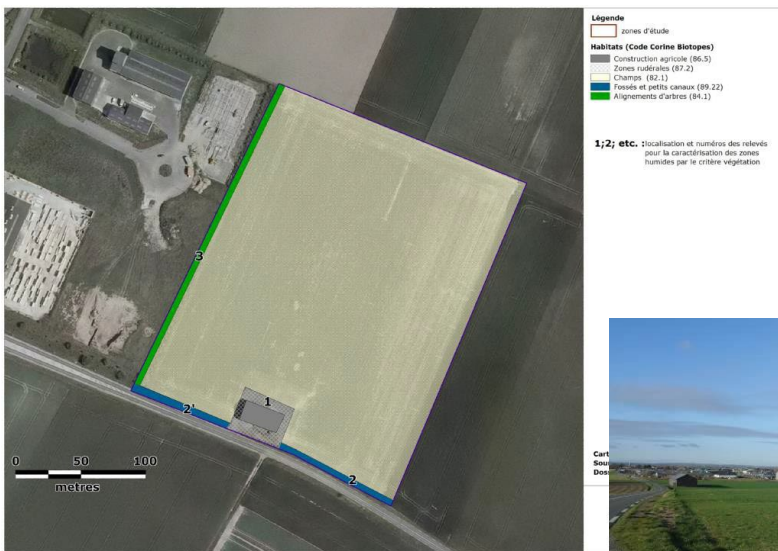 Légende
zones d'étude
Habitats (Code Corine Biotopes)
Construction agricole (86.5)
Zones rudérales (87.2)
Champs (82.1)
Fossés et petits canaux (89.22)
Alignements d'arbres (84.1)
1;2; etc. : localisation et numéros des relevés
pour la caractérisation des zones
humides par le critère végétation
3
1
2'
2
0 50 100
metres
Cart
Sou
Dos